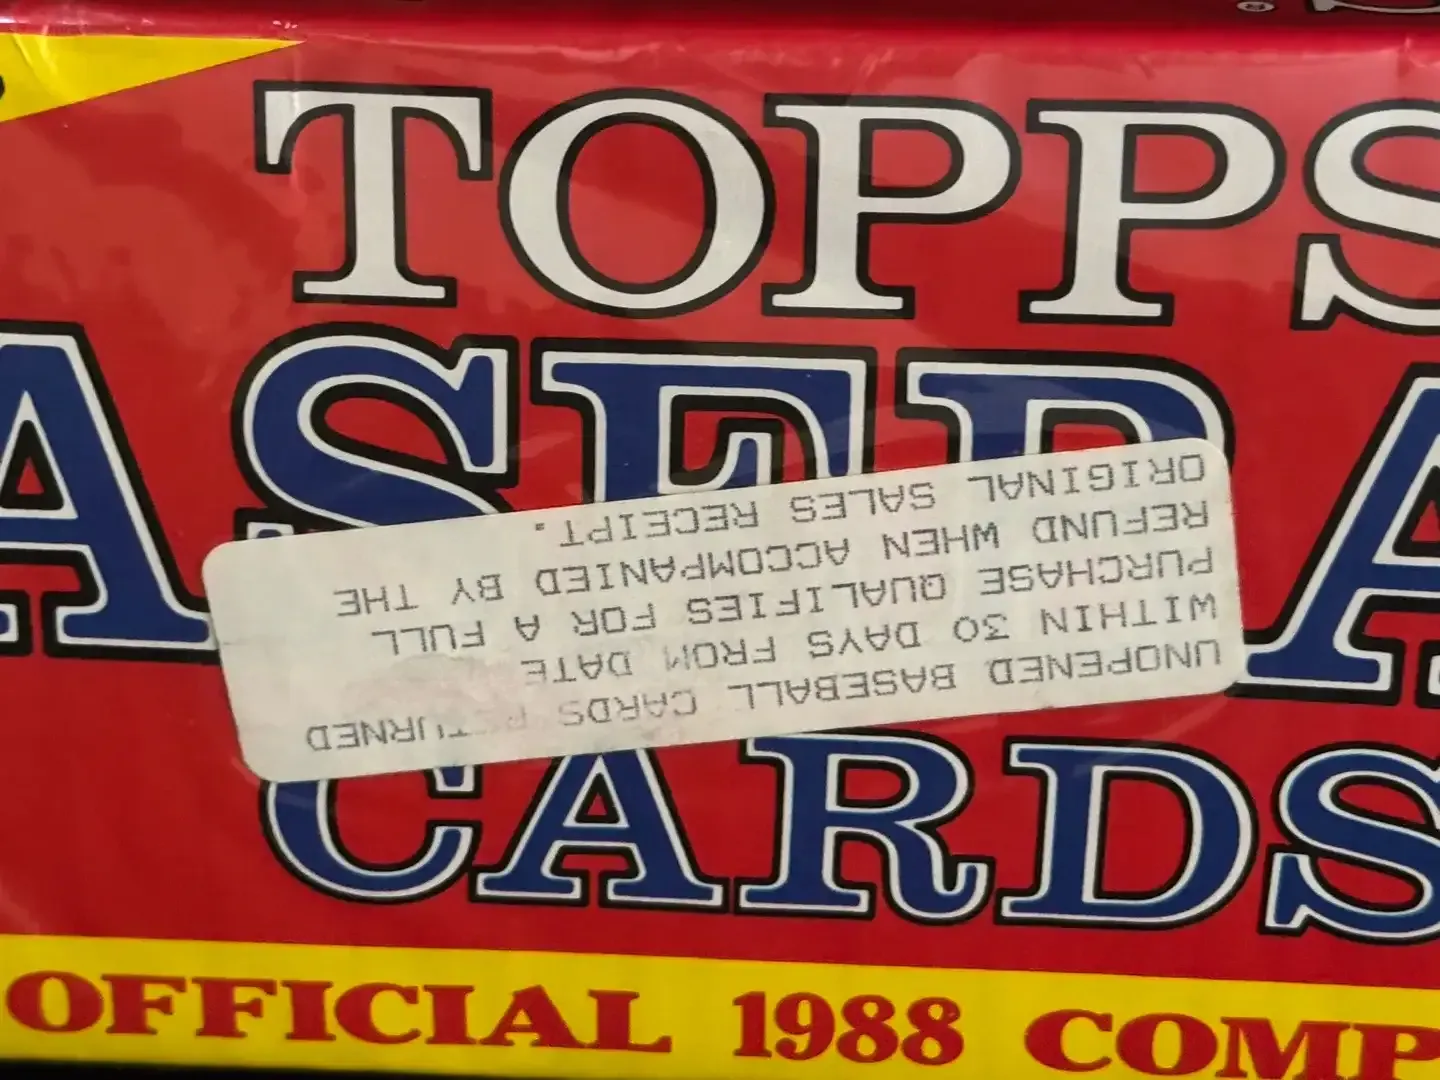 TOPPS
ASEBA
UNOPENED BASEBALL CARDS RETURNED
WITHIN 30 DAYS FROM DATE
PURCHASE QUALIFIES FOR A FULL
REFUND WHEN ACCOMPANIED BY THE
ORIGINAL SALES RECEIPT.
CARDS
OFFICIAL 1988 COMP